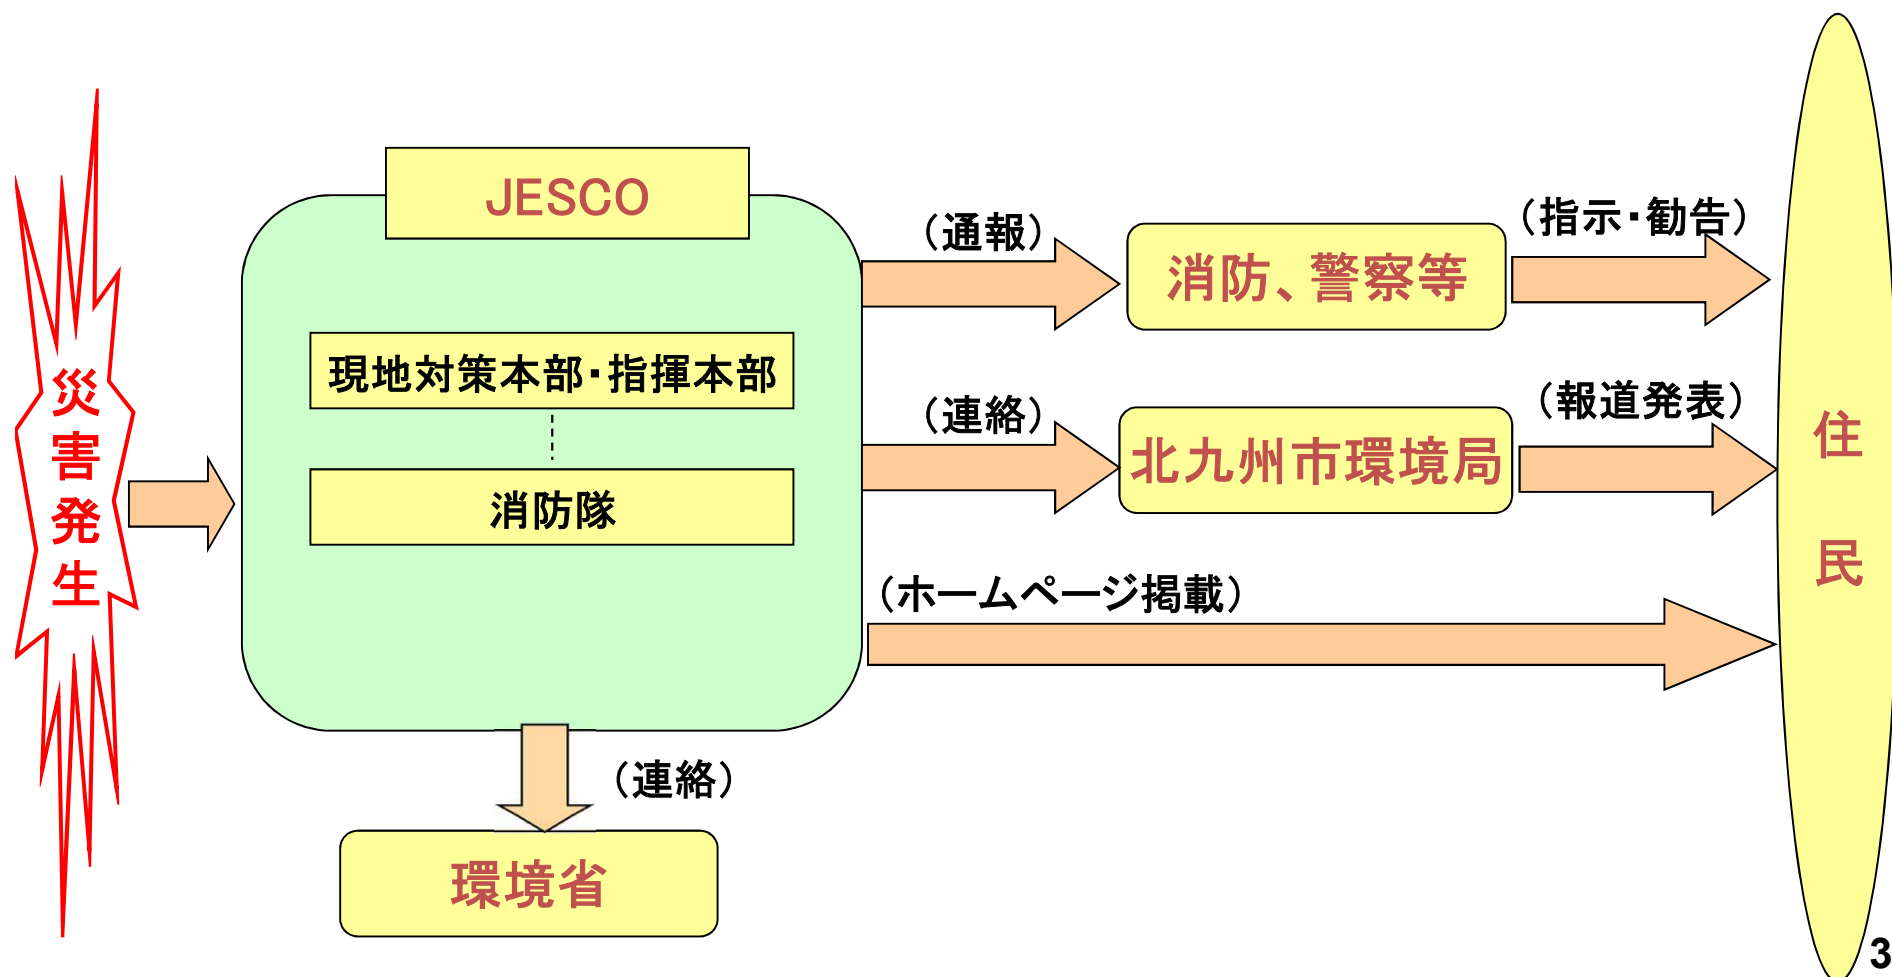 災害発生
JESCO
現地対策本部・指揮本部
消防隊
（通報）
消防、警察等
（指示・勧告）
（連絡）
北九州市環境局
（報道発表）
（ホームページ掲載）
（連絡）
環境省
住民
3